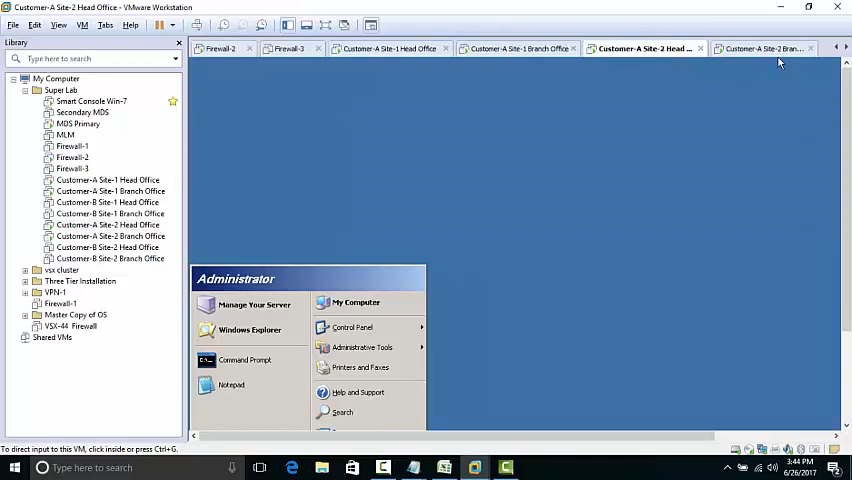 Customer-A Site-2 Head Office - VMware Workstation
File Edit View VM Tabs Help
Library
Type here to search
Firewall-2
Firewall-3
Customer-A Site-1 Head Office
Customer-A Site-1 Branch Office
Customer-A Site-2 Head ...
Customer-A Site-2 Bran...
My Computer
Super Lab
Smart Console Win-7
Secondary MDS
MDS Primary
MLM
Firewall-1
Firewall-2
Firewall-3
Customer-A Site-1 Head Office
Customer-A Site-1 Branch Office
Customer-B Site-1 Head Office
Customer-B Site-1 Branch Office
Customer-A Site-2 Head Office
Customer-A Site-2 Branch Office
Customer-B Site-2 Head Office
Customer-B Site-2 Branch Office
vsx cluster
Three Tier Installation
VPN-1
Firewall-1
Master Copy of OS
VSX-44 Firewall
Shared VMs
Administrator
Manage Your Server
Windows Explorer
Command Prompt
Notepad
My Computer
Control Panel
Administrative Tools
Printers and Faxes
Help and Support
Search
To direct input to this VM, click inside or press Ctrl+G.
Type here to search
3:44 PM
6/26/2017
2